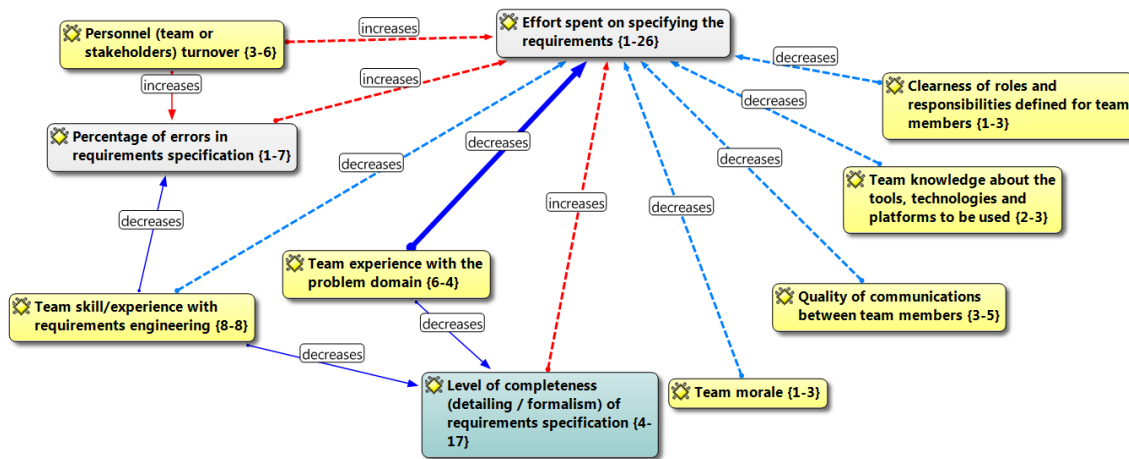 Personnel (team or
stakeholders) turnover {3-6}
increases
Effort spent on specifying the
requirements {1-26}
decreases
increases
increases
Clearness of roles and
responsibilities defined for team
members {1-3}
decreases
Percentage of errors in
requirements specification {1-7}
decreases
decreases
decreases
Team knowledge about the
tools, technologies and
platforms to be used {2-3}
decreases
increases
decreases
Team experience with the
problem domain {6-4}
Team skill/experience with
requirements engineering {8-8}
Quality of communications
between team members {3-5}
decreases
decreases
Level of completeness
(detailing / formalism) of
requirements specification {4-
17}
Team morale {1-3}